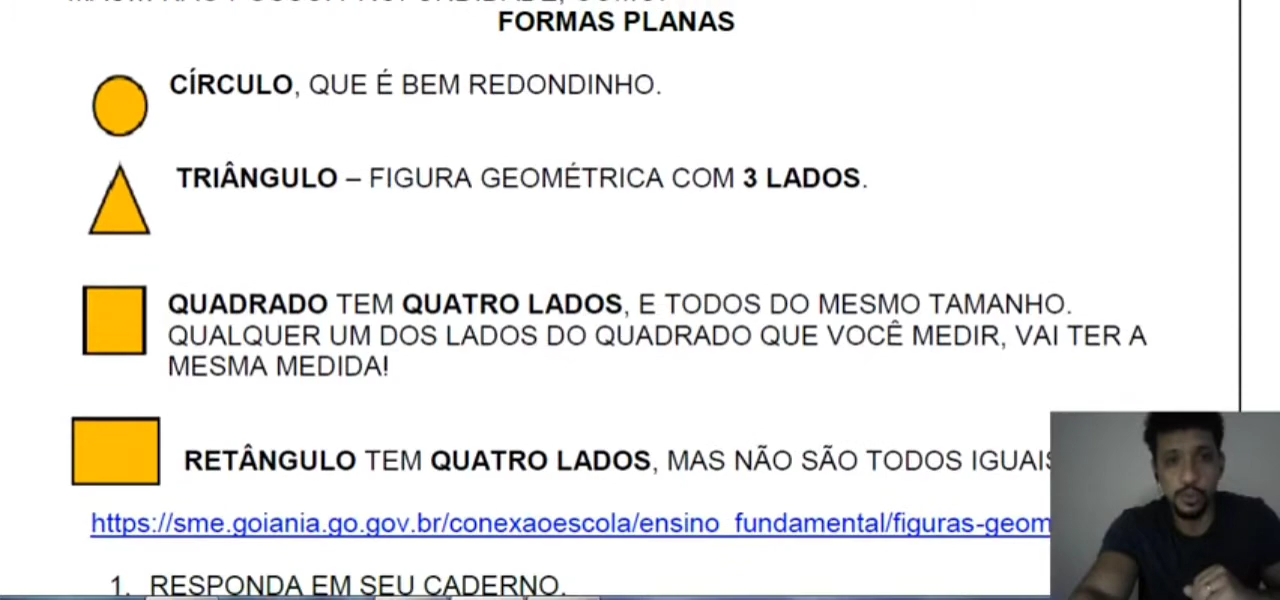 FORMAS PLANAS
CÍRCULO, QUE É BEM REDONDINHO.
TRIÂNGULO – FIGURA GEOMÉTRICA COM 3 LADOS.
QUADRADO TEM QUATRO LADOS, E TODOS DO MESMO TAMANHO.
QUALQUER UM DOS LADOS DO QUADRADO QUE VOCÊ MEDIR, VAI TER A
MESMA MEDIDA!
RETÂNGULO TEM QUATRO LADOS, MAS NÃO SÃO TODOS IGUAIS
https://sme.goiania.go.gov.br/conexaoescola/ensino_fundamental/figuras-geom
1. RESPONDA EM SEU CADERNO.